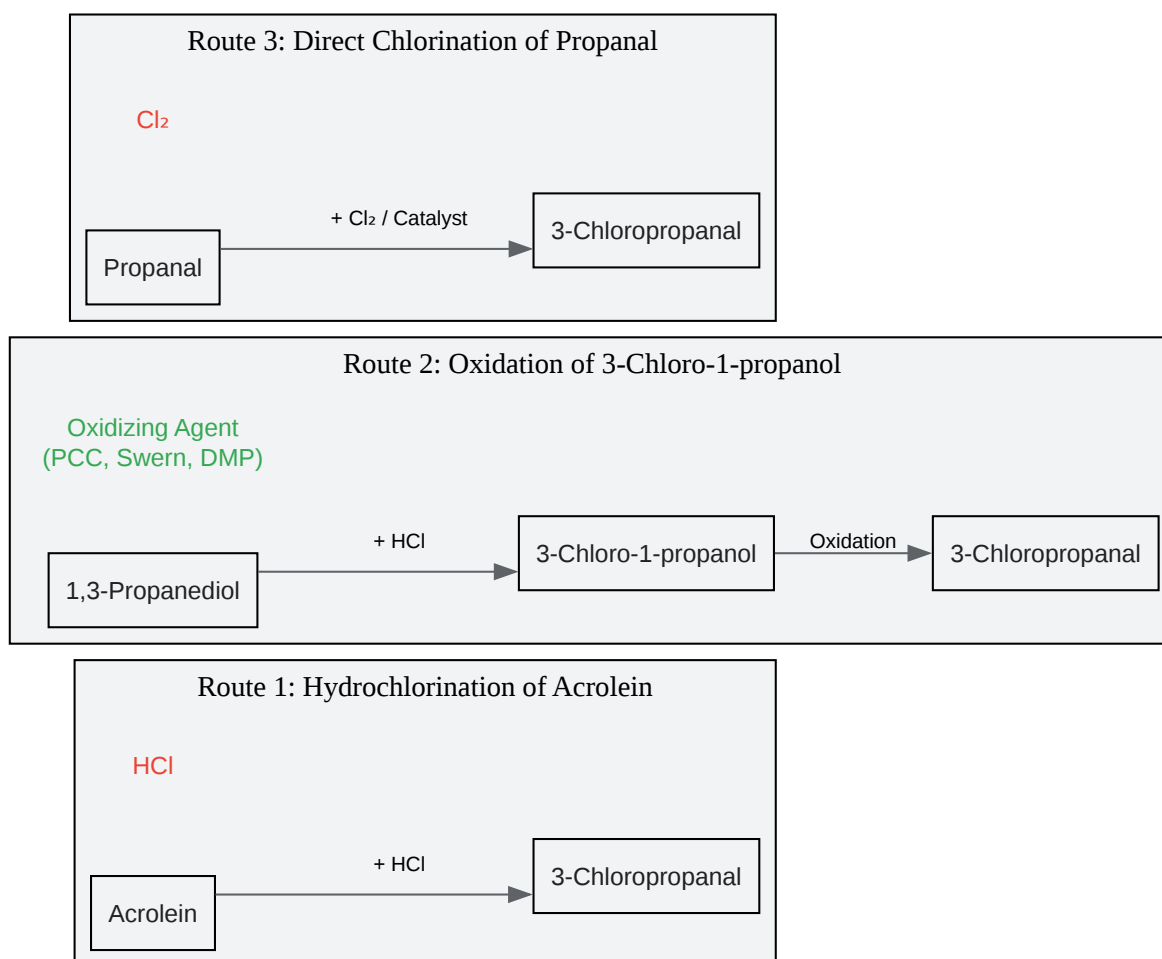 Route 3: Direct Chlorination of Propanal
Cl₂
+ Cl₂ / Catalyst
3-Chloropropanal
Propanal
Route 2: Oxidation of 3-Chloro-1-propanol
Oxidizing Agent
(PCC, Swern, DMP)
+ HCl
3-Chloro-1-propanol
Oxidation
3-Chloropropanal
1,3-Propanediol
Route 1: Hydrochlorination of Acrolein
HCl
+ HCl
3-Chloropropanal
Acrolein